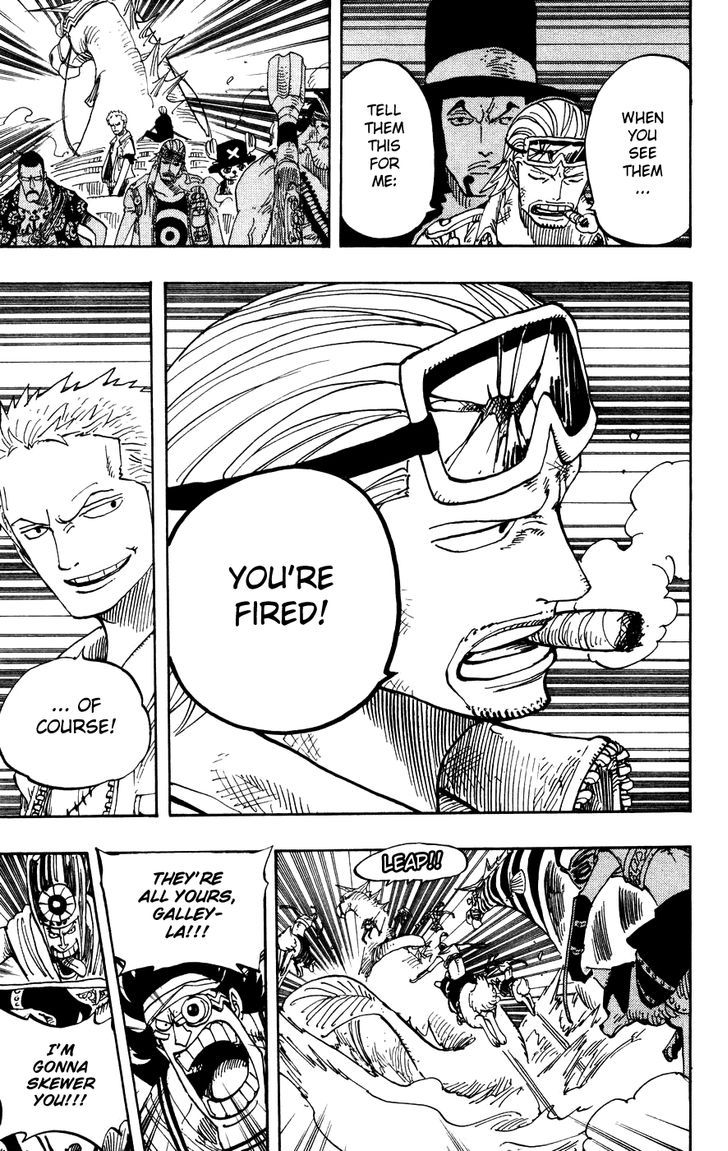 WHEN
YOU
SEE
THEM
...
TELL
THEM
THIS
FOR
ME:
YOU'RE
FIRED!
... OF
COURSE!
LEAP!!
THEY'RE
ALL YOURS,
GALLEY-
LA!!!
I'M
GONNA
SKEWER
YOU!!!